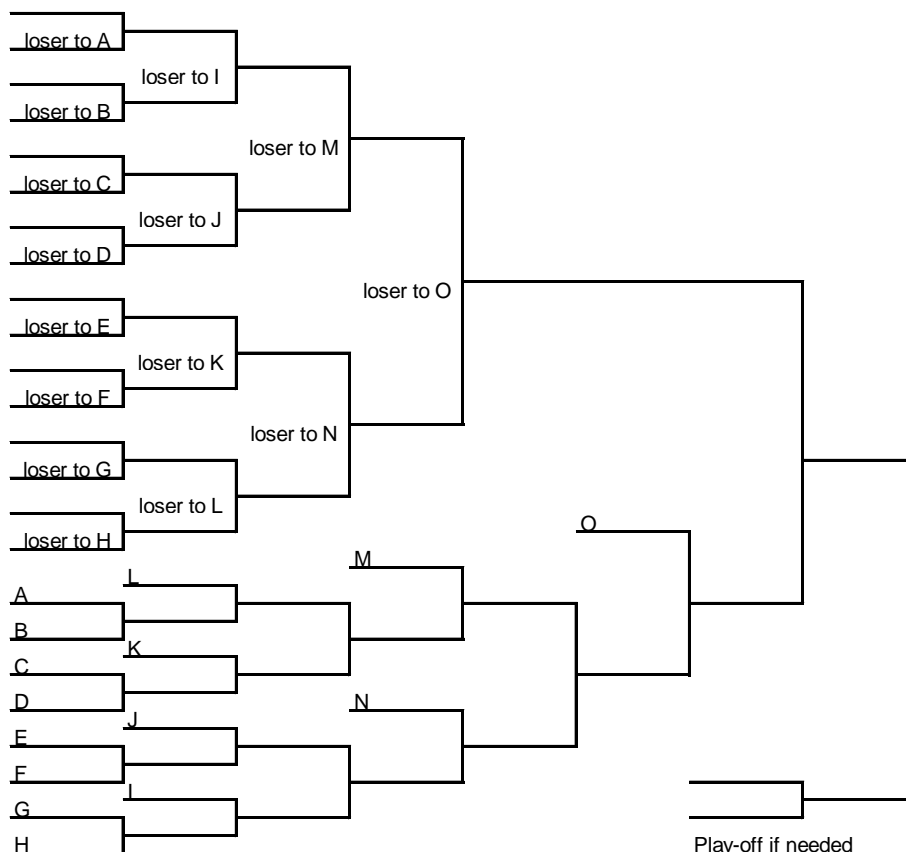 loser to A
loser to I
loser to B
loser to M
loser to C
loser to J
loser to D
loser to O
loser to E
loser to K
loser to F
loser to N
loser to G
loser to L
loser to H
O
M
L
A
B
K
C
D
N
J
E
F
I
G
H
Play-off if needed